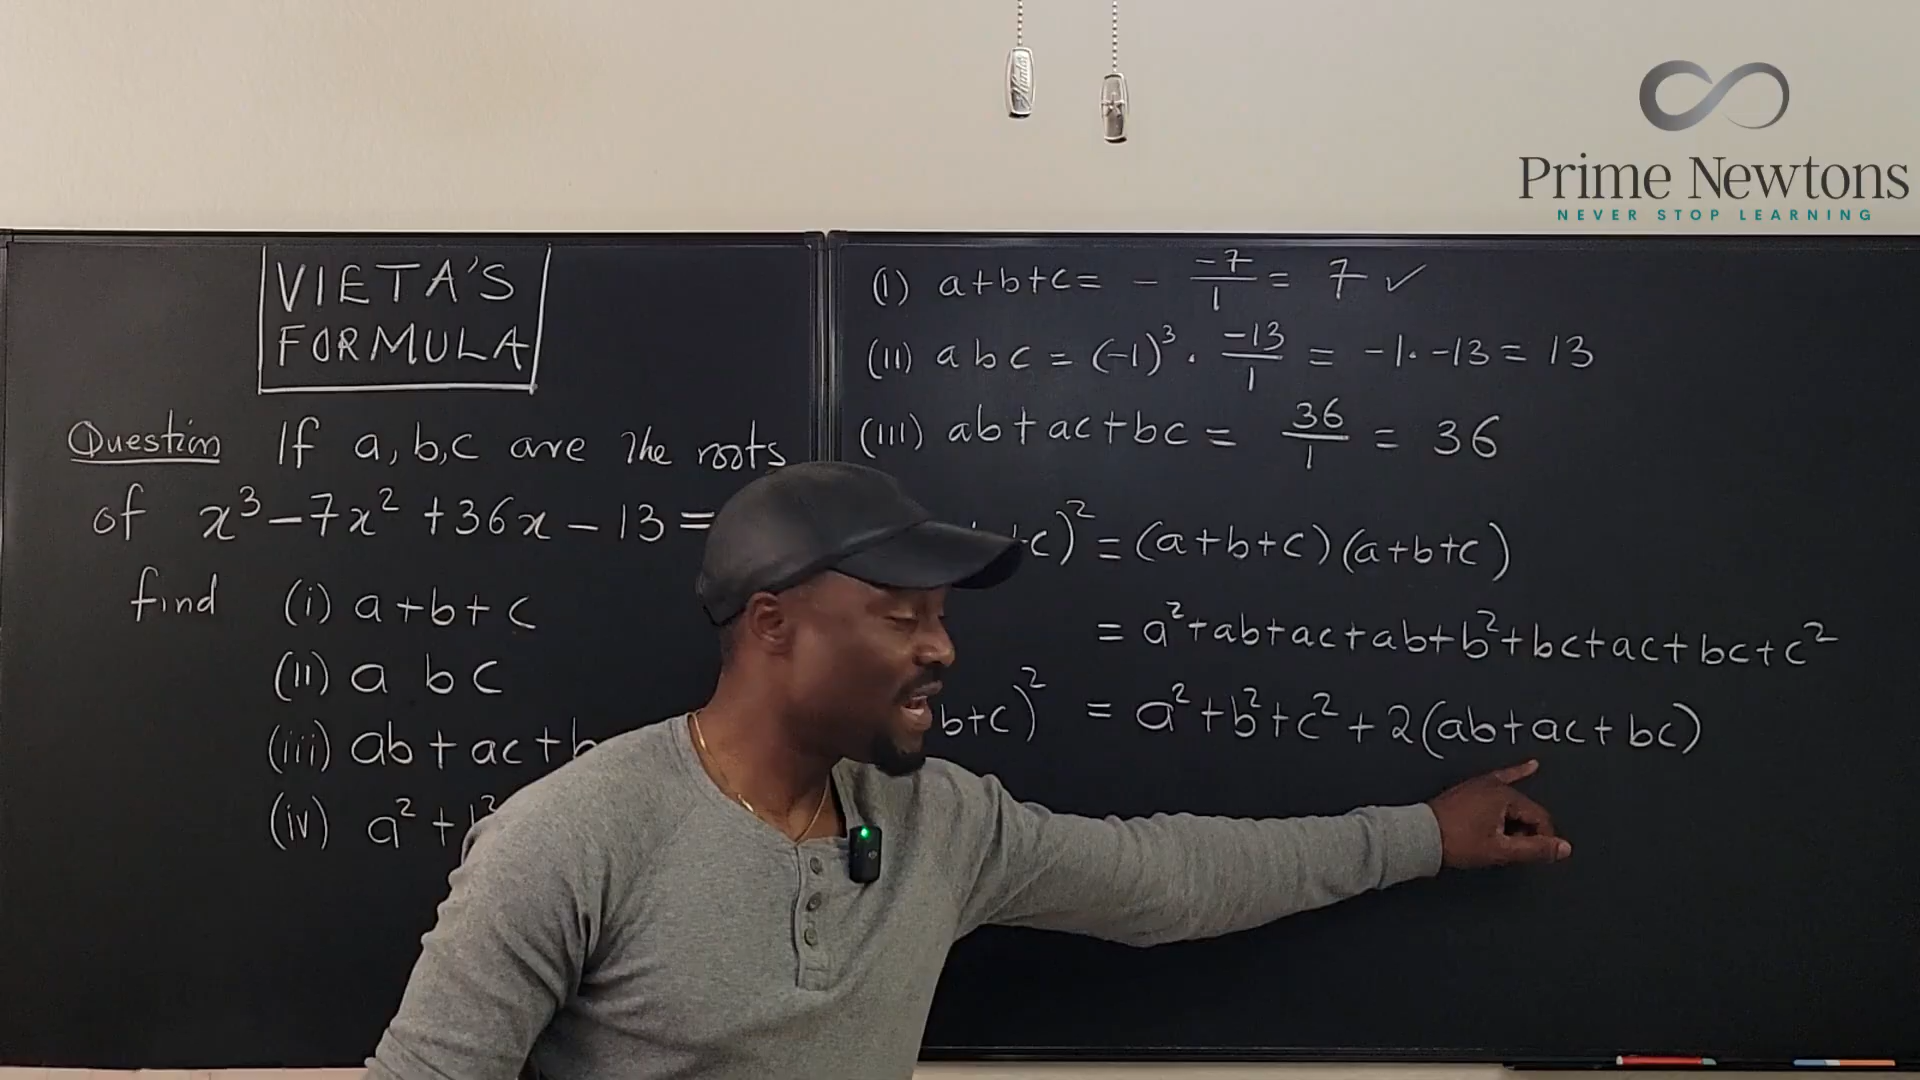 Prime Newtons
NEVER STOP LEARNING
VIETA'S
FORMULA
Question If a, b, c are the roots
of x³ − 7x² + 36x − 13 =
find (i) a + b + c
(ii) a b c
(iii) ab + ac + b
(iv) a² + b²
(i) a+b+c = − −7/1 = 7 ✓
(ii) a b c = (−1)³ · −13/1 = −1 · −13 = 13
(iii) ab + ac + bc = 36/1 = 36
+c)² = (a+b+c)(a+b+c)
= a² + ab + ac + ab + b² + bc + ac + bc + c²
b+c)² = a² + b² + c² + 2(ab + ac + bc)